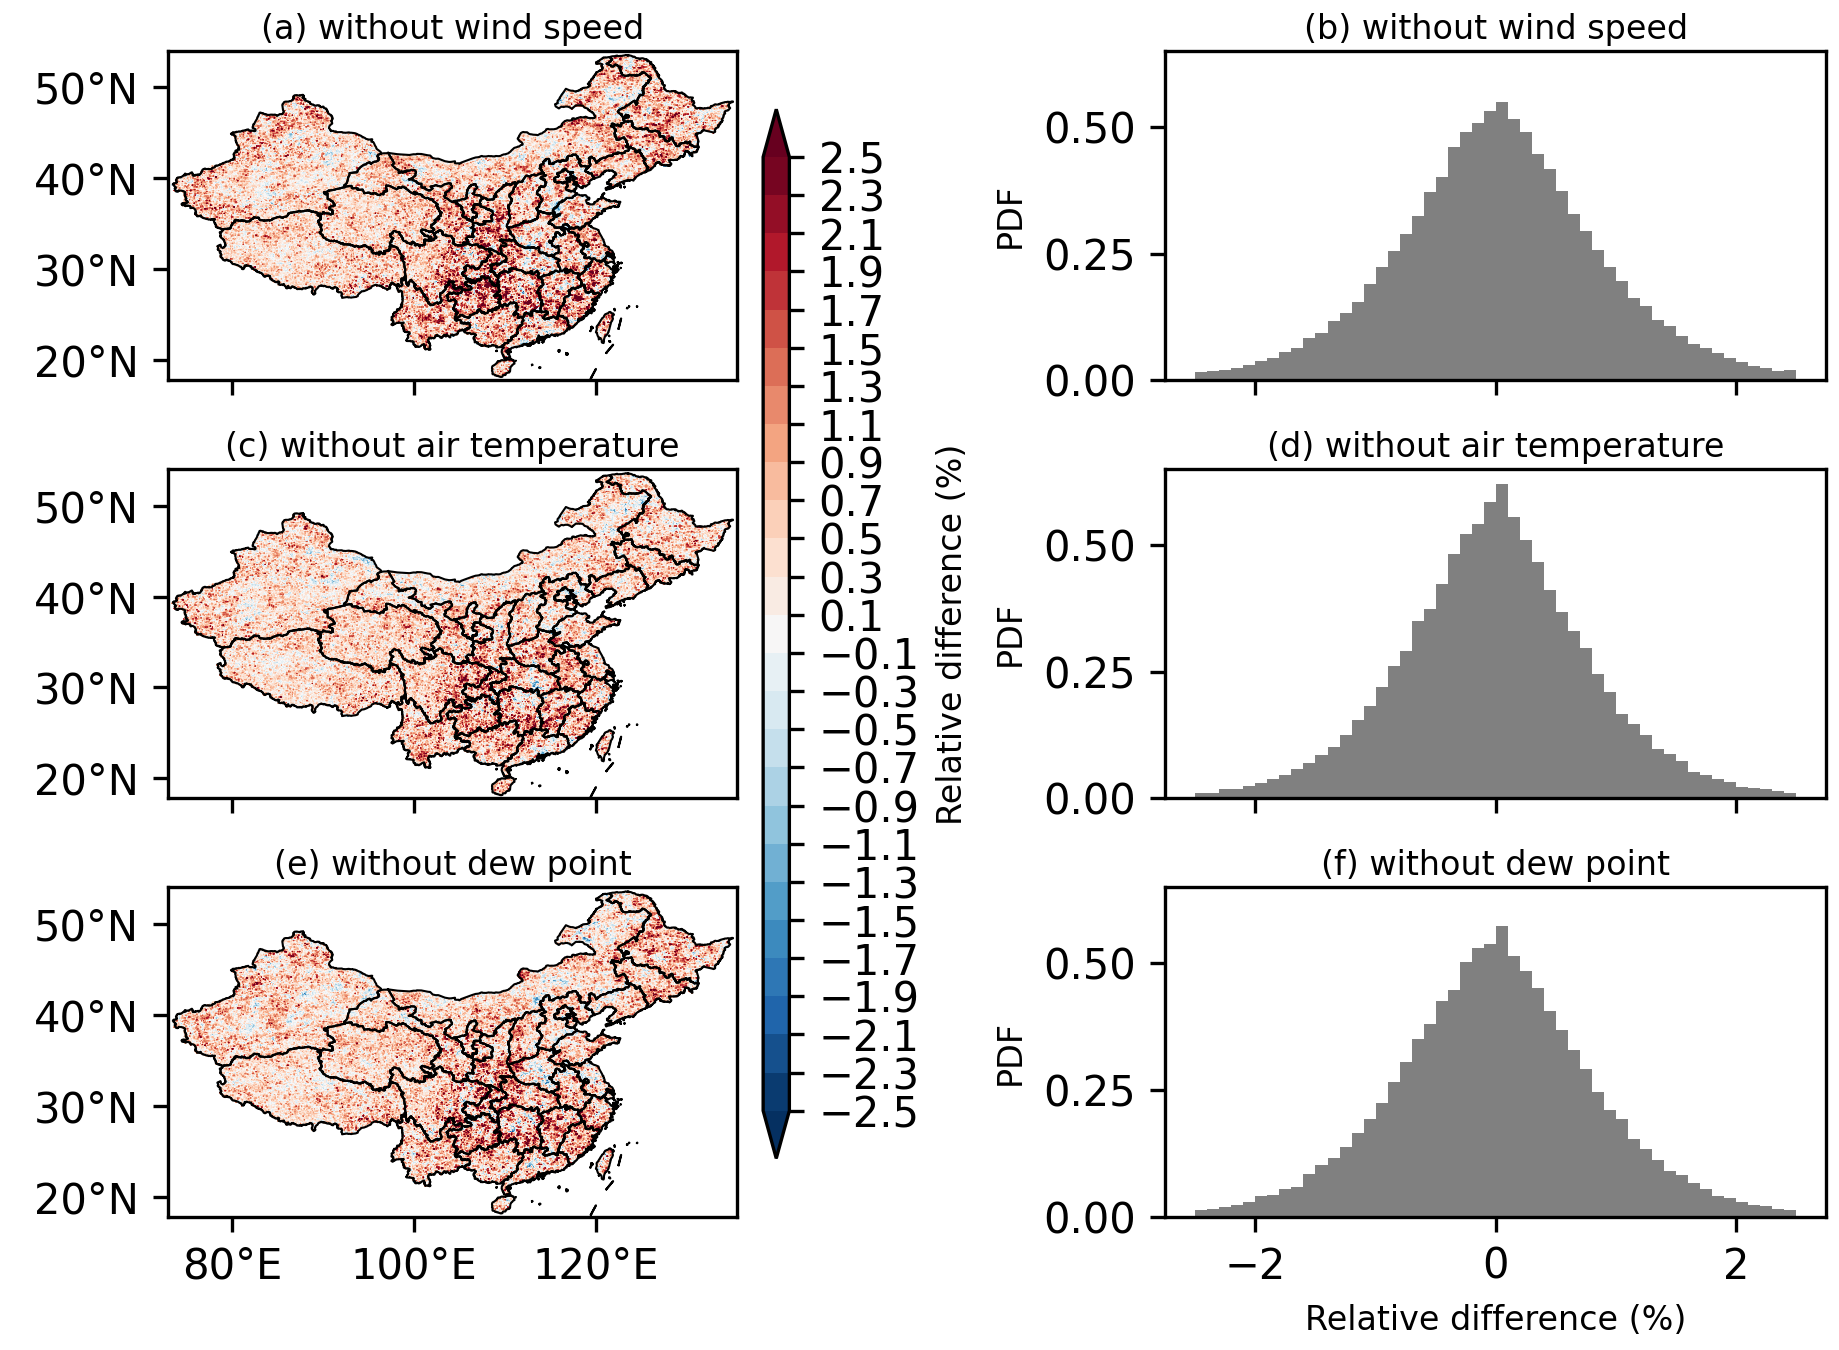 (a) without wind speed
50°N
40°N
30°N
20°N
(b) without wind speed
PDF
0.50
0.25
0.00
(c) without air temperature
50°N
40°N
30°N
20°N
(d) without air temperature
PDF
0.50
0.25
0.00
(e) without dew point
50°N
40°N
30°N
20°N
80°E 100°E 120°E
2.5
2.3
2.1
1.9
1.7
1.5
1.3
1.1
0.9
0.7
0.5
0.3
0.1
−0.1
−0.3
−0.5
−0.7
−0.9
−1.1
−1.3
−1.5
−1.7
−1.9
−2.1
−2.3
−2.5
Relative difference (%)
(f) without dew point
PDF
0.50
0.25
0.00
−2 0 2
Relative difference (%)